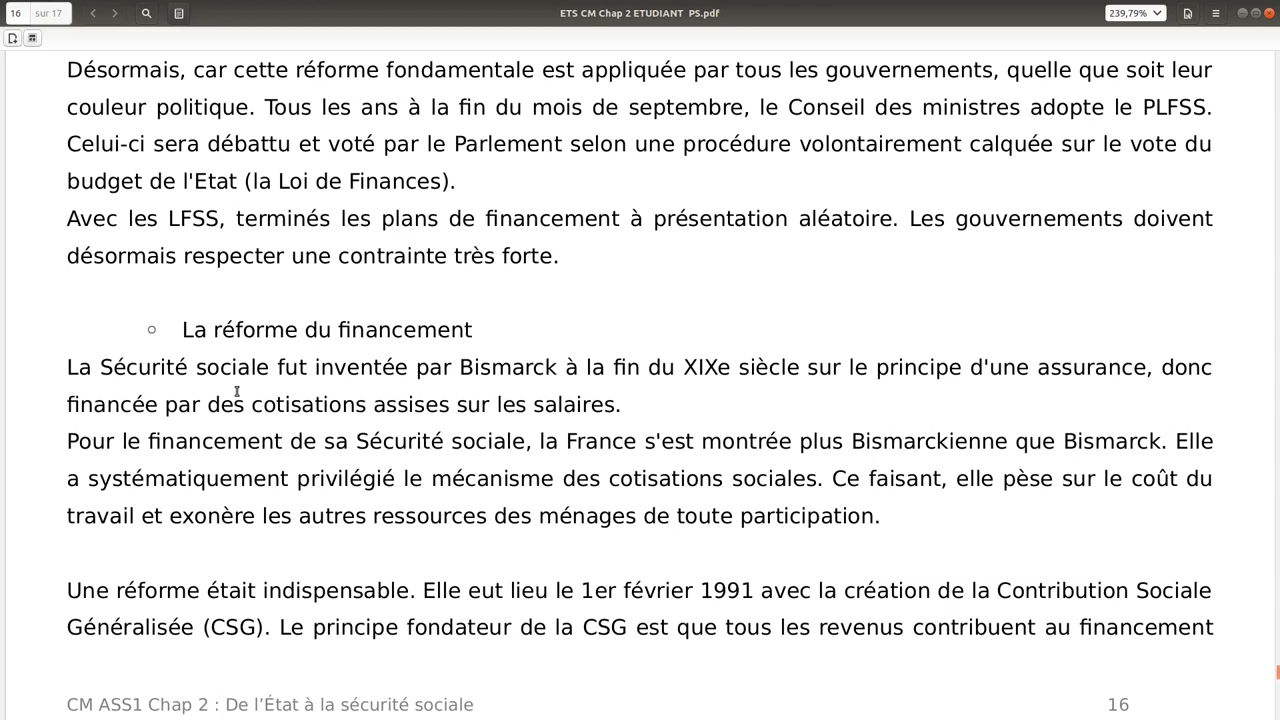 16 sur 17
ETS CM Chap 2 ETUDIANT PS.pdf
239,79%
Désormais, car cette réforme fondamentale est appliquée par tous les gouvernements, quelle que soit leur
couleur politique. Tous les ans à la fin du mois de septembre, le Conseil des ministres adopte le PLFSS.
Celui-ci sera débattu et voté par le Parlement selon une procédure volontairement calquée sur le vote du
budget de l'Etat (la Loi de Finances).
Avec les LFSS, terminés les plans de financement à présentation aléatoire. Les gouvernements doivent
désormais respecter une contrainte très forte.
○ La réforme du financement
La Sécurité sociale fut inventée par Bismarck à la fin du XIXe siècle sur le principe d'une assurance, donc
financée par des cotisations assises sur les salaires.
Pour le financement de sa Sécurité sociale, la France s'est montrée plus Bismarckienne que Bismarck. Elle
a systématiquement privilégié le mécanisme des cotisations sociales. Ce faisant, elle pèse sur le coût du
travail et exonère les autres ressources des ménages de toute participation.
Une réforme était indispensable. Elle eut lieu le 1er février 1991 avec la création de la Contribution Sociale
Généralisée (CSG). Le principe fondateur de la CSG est que tous les revenus contribuent au financement
CM ASS1 Chap 2 : De l’État à la sécurité sociale 16